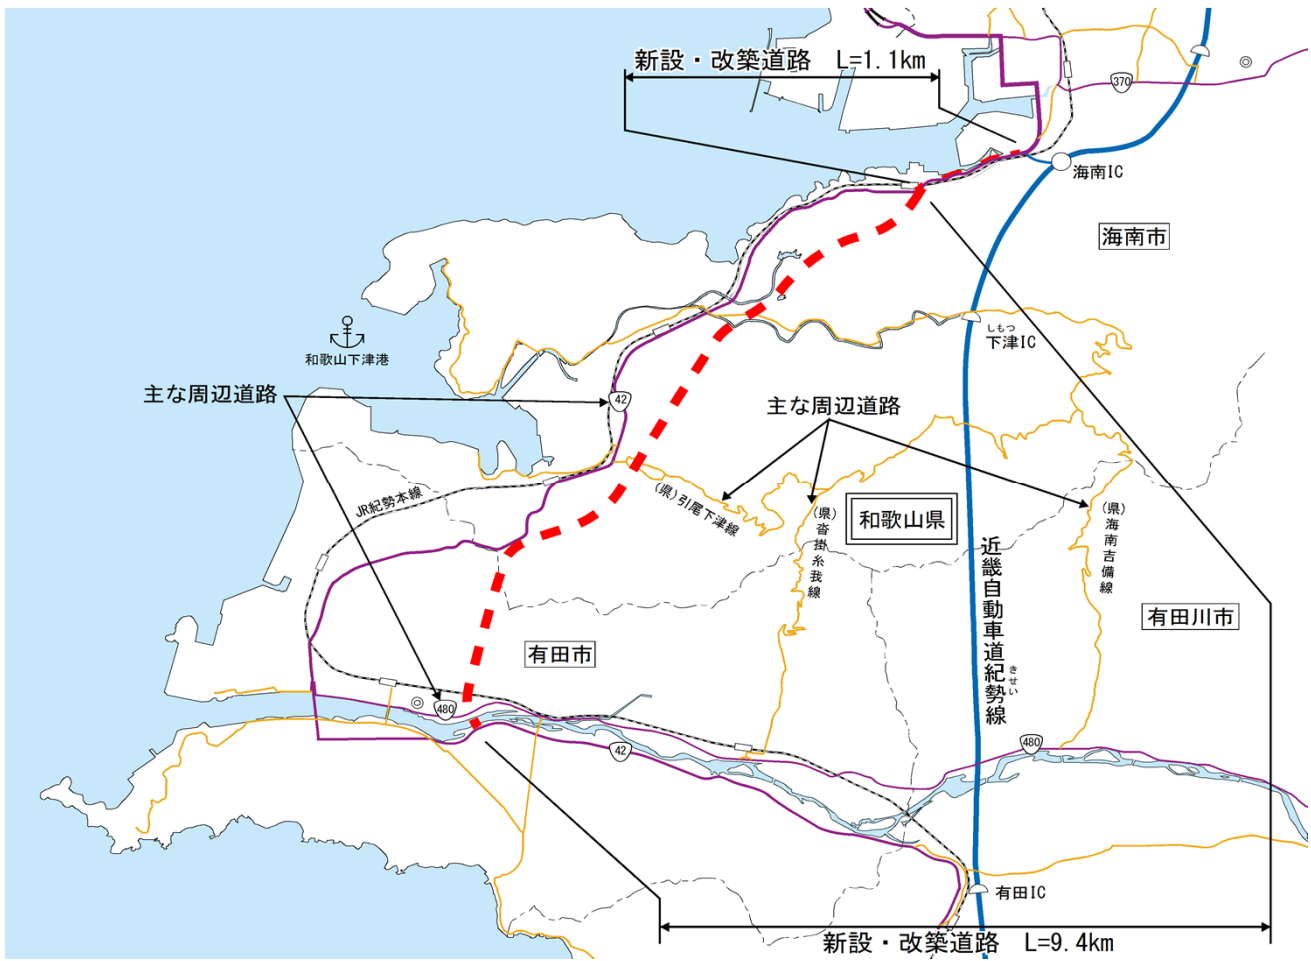 新設・改築道路　L=1.1km
370
海南IC
海南市
和歌山下津港
しもつ
下津IC
主な周辺道路
42
主な周辺道路
JR紀勢本線
(県)引尾下津線
(県)沓掛糸我線
和歌山県
(県)海南吉備線
近畿自動車道紀勢線
きせい
有田川市
有田市
480
42
480
有田IC
新設・改築道路　L=9.4km